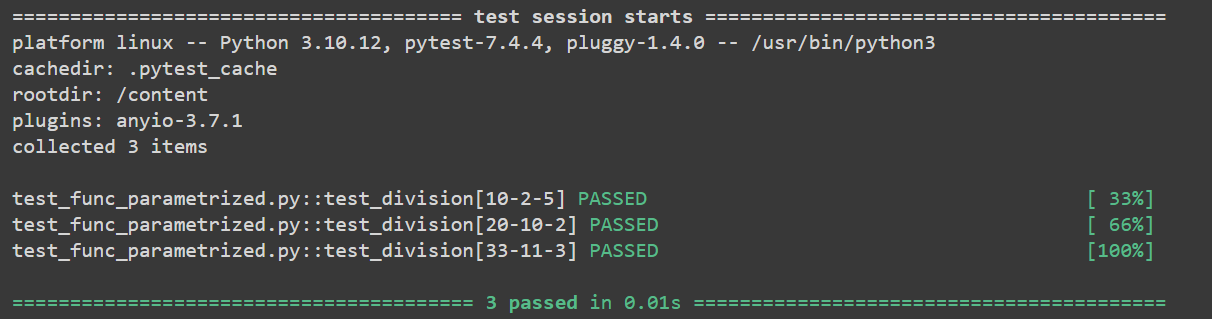 ======================================= test session starts ========================================
platform linux -- Python 3.10.12, pytest-7.4.4, pluggy-1.4.0 -- /usr/bin/python3
cachedir: .pytest_cache
rootdir: /content
plugins: anyio-3.7.1
collected 3 items
test_func_parametrized.py::test_division[10-2-5] PASSED [ 33%]
test_func_parametrized.py::test_division[20-10-2] PASSED [ 66%]
test_func_parametrized.py::test_division[33-11-3] PASSED [100%]
======================================== 3 passed in 0.01s =========================================